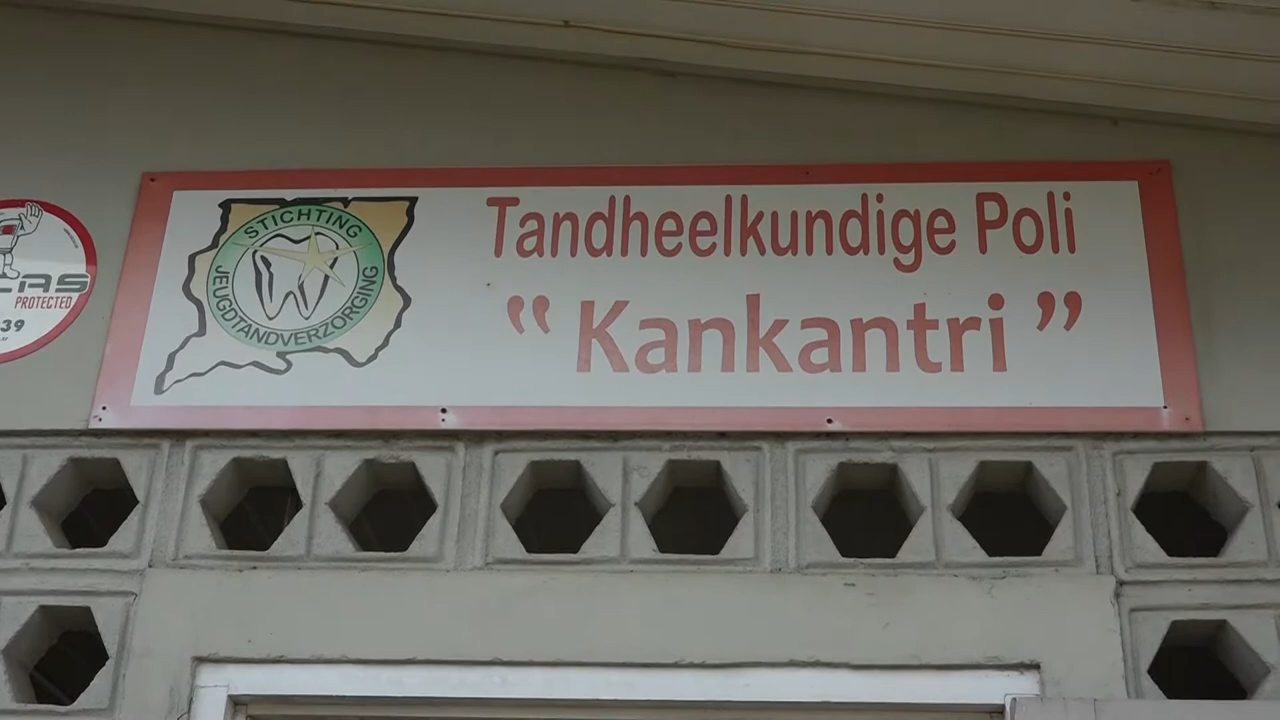 Tandheelkundige Poli
“ Kankantri ”
STICHTING
JEUGDTANDVERZORGING
PROTECTED
39